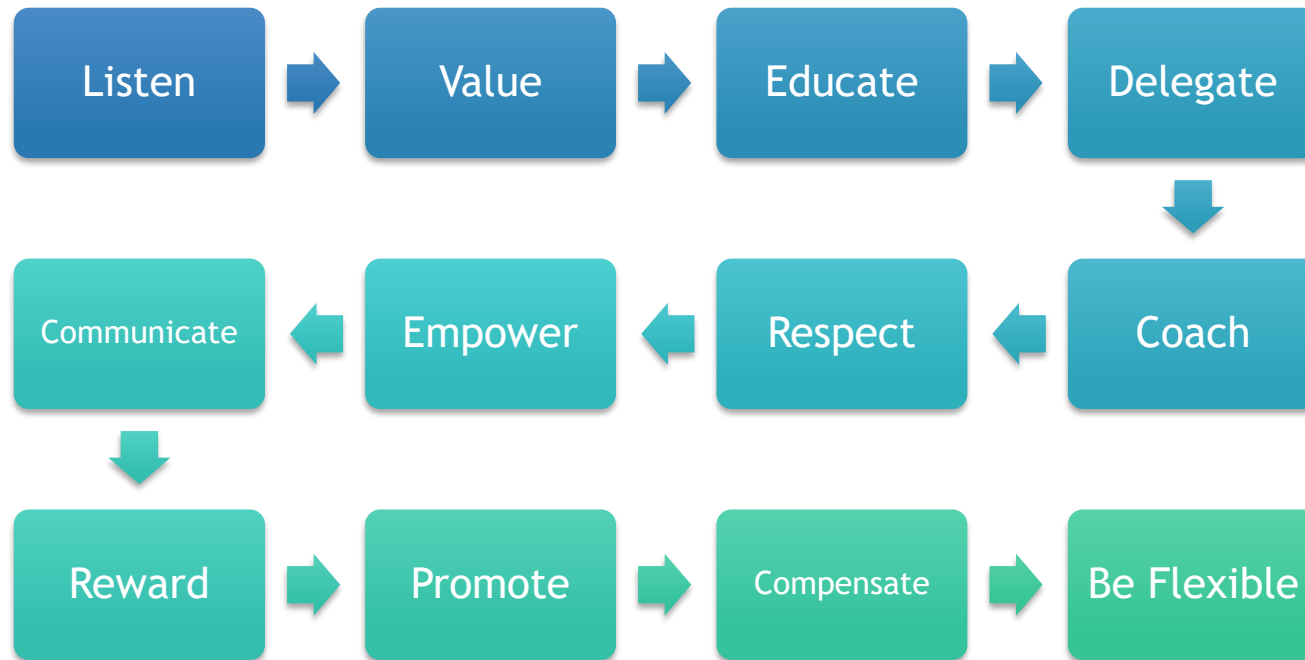 Listen
Value
Educate
Delegate
Coach
Respect
Empower
Communicate
Reward
Promote
Compensate
Be Flexible